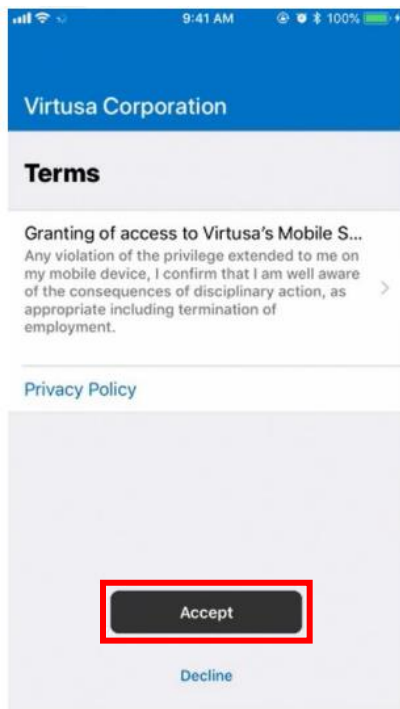 9:41 AM 100%
Virtusa Corporation
Terms
Granting of access to Virtusa's Mobile S...
Any violation of the privilege extended to me on
my mobile device, I confirm that I am well aware
of the consequences of disciplinary action, as
appropriate including termination of
employment.
Privacy Policy
Accept
Decline